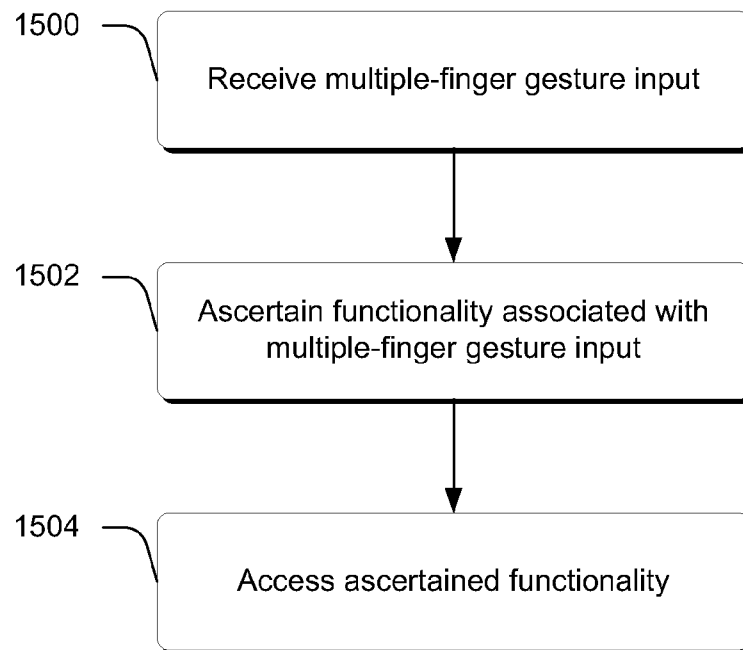 1500
Receive multiple-finger gesture input
1502
Ascertain functionality associated with
multiple-finger gesture input
1504
Access ascertained functionality